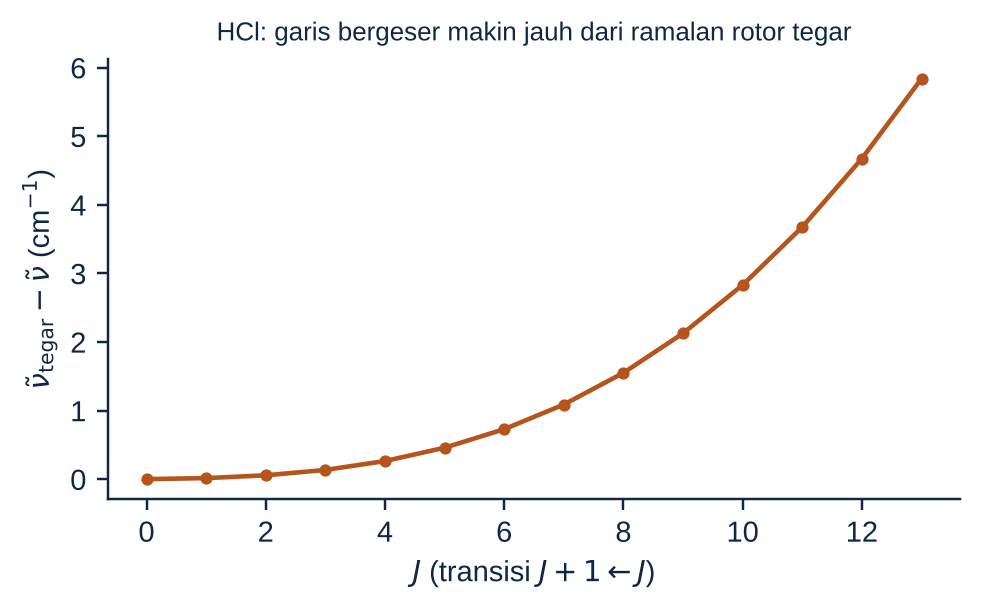 HCl: garis bergeser makin jauh dari ramalan rotor tegar
6
5
4
3
2
1
0
ν̃_tegar − ν̃ (cm⁻¹)
0 2 4 6 8 10 12
J (transisi J + 1 ← J)